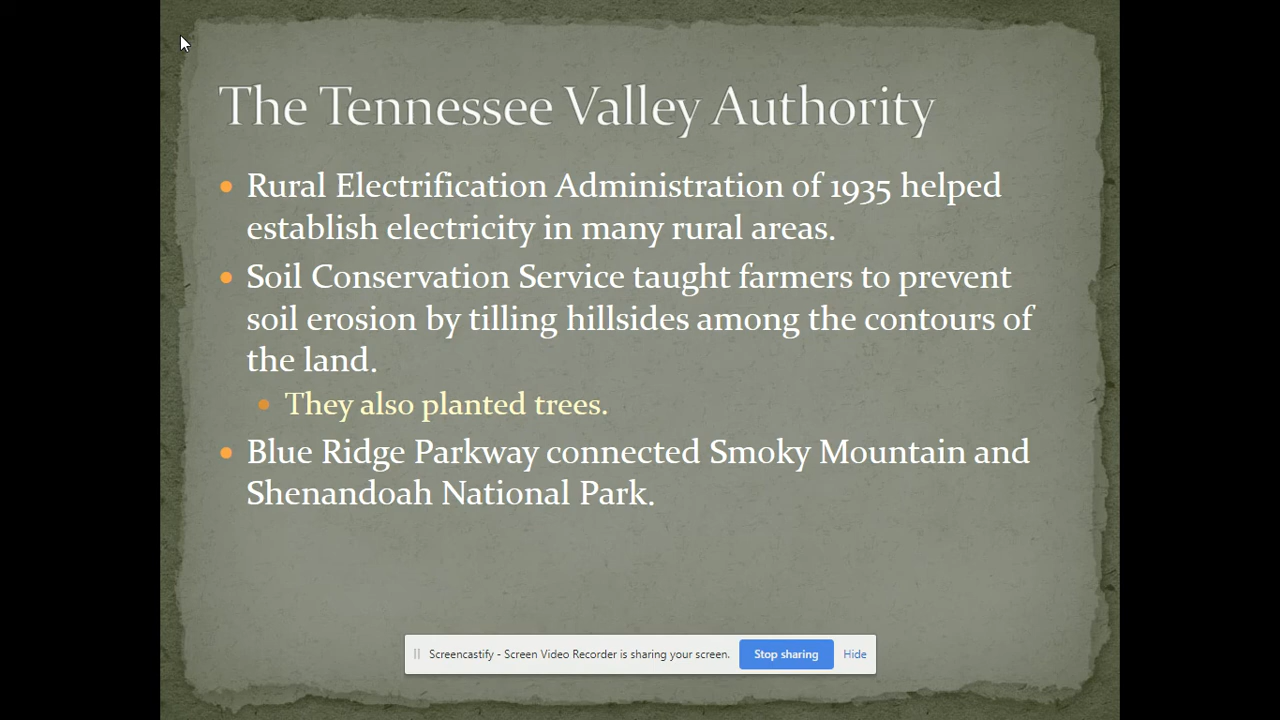 The Tennessee Valley Authority
Rural Electrification Administration of 1935 helped
establish electricity in many rural areas.
Soil Conservation Service taught farmers to prevent
soil erosion by tilling hillsides among the contours of
the land.
They also planted trees.
Blue Ridge Parkway connected Smoky Mountain and
Shenandoah National Park.
Screencastify - Screen Video Recorder is sharing your screen. Stop sharing Hide